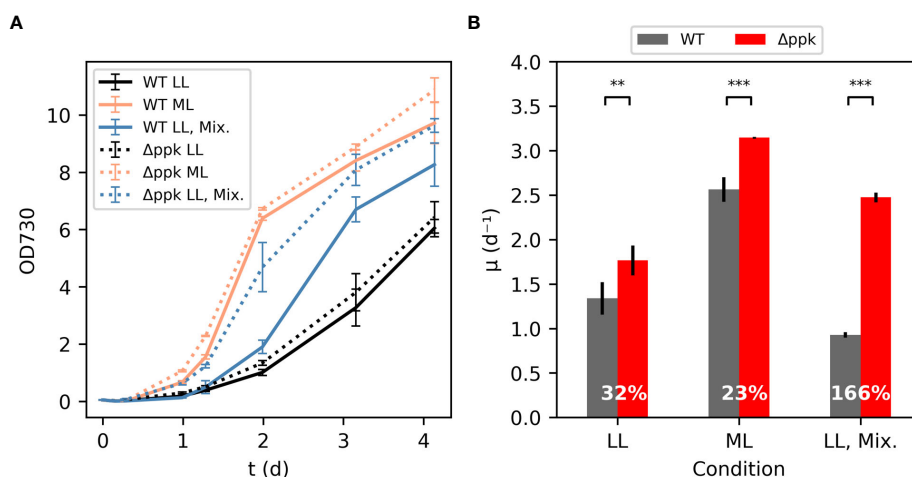 A
WT LL
WT ML
WT LL, Mix.
Δppk LL
Δppk ML
Δppk LL, Mix.
OD730
10
8
6
4
2
0
0 1 2 3 4
t (d)
B
WT Δppk
μ (d⁻¹)
4.0
3.5
3.0
2.5
2.0
1.5
1.0
0.5
0.0
** *** ***
32% 23% 166%
LL ML LL, Mix.
Condition